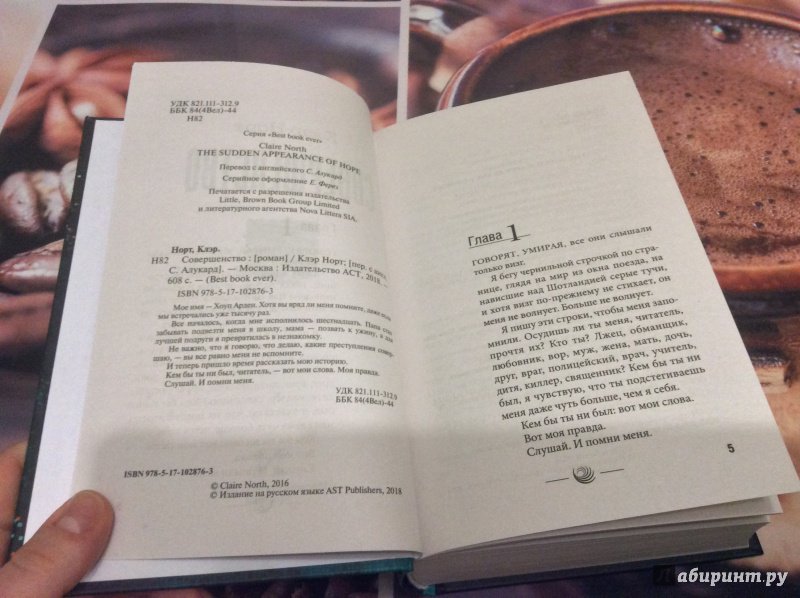 УДК 821.111-312.9
ББК 84(4Вел)-44
Н82
Серия «Best book ever»
Claire North
THE SUDDEN APPEARANCE OF HOPE
Перевод с английского С. Алукард
Серийное оформление Е. Ферез
Печатается с разрешения издательства
Little, Brown Book Group Limited
и литературного агентства Nova Littera SIA.
Норт, Клэр.
Н82 Совершенство : [роман] / Клэр Норт; [пер. с англ.
С. Алукард]. — Москва : Издательство АСТ, 2018.
608 с. — (Best book ever).
ISBN 978-5-17-102876-3
Мое имя — Хоуп Арден. Хотя вы вряд ли меня помните, даже если
мы встречались уже тысячу раз.
Все началось, когда мне исполнилось шестнадцать. Папа стал
забывать подвезти меня в школу, мама — позвать к ужину, а для
лучшей подруги я превратилась в незнакомку.
Не важно, что я говорю, что делаю, какие преступления совер-
шаю, — вы все равно меня не вспомните.
И теперь пришло время рассказать мою историю.
Кем бы ты ни был, читатель, — вот мои слова. Моя правда.
Слушай. И помни меня.
УДК 821.111-312.9
ББК 84(4Вел)-44
ISBN 978-5-17-102876-3
© Claire North, 2016
© Издание на русском языке AST Publishers, 2018
Глава 1
ГОВОРЯТ, УМИРАЯ, все они слышали
только визг.
Я бегу чернильной строчкой по стра-
нице, глядя на мир из окна поезда, на
нависшие над Шотландией серые тучи,
и хотя визг по-прежнему не стихает, он
меня не волнует. Больше не волнует.
Я пишу эти строки, чтобы меня запо-
мнили. Осудишь ли ты меня, читатель,
прочтя их? Кто ты? Лжец, обманщик,
любовник, вор, муж, жена, мать, дочь,
друг, враг, полицейский, врач, учитель,
дитя, киллер, священник? Кем бы ты ни
был, я чувствую, что ты подстегиваешь
меня даже чуть больше, чем я себя.
Кем бы ты ни был: вот мои слова.
Вот моя правда.
Слушай. И помни меня.
5
Лабиринт.ру